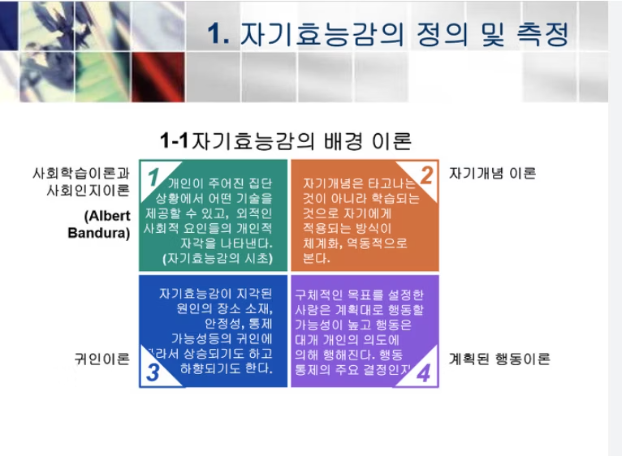 1. 자기효능감의 정의 및 측정
1-1자기효능감의 배경 이론
사회학습이론과
사회인지이론
(Albert
Bandura)
1
개인이 주어진 집단
상황에서 어떤 기술을
제공할 수 있고, 외적인
사회적 요인들의 개인적
자각을 나타낸다.
(자기효능감의 시초)
2
자기개념은 타고나는
것이 아니라 학습되는
것으로 자기에게
적용되는 방식이
체계화, 역동적으로
본다.
자기개념 이론
귀인이론
3
자기효능감이 지각된
원인의 장소 소재,
안정성, 통제
가능성등의 귀인에
따라서 상승되기도 하고
하향되기도 한다.
4
구체적인 목표를 설정한
사람은 계획대로 행동할
가능성이 높고 행동은
대개 개인의 의도에
의해 행해진다. 행동
통제의 주요 결정인자
계획된 행동이론